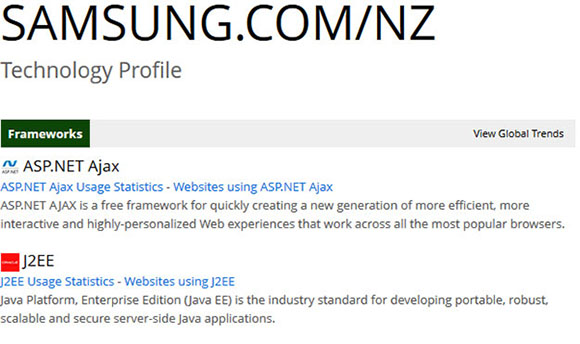 SAMSUNG.COM/NZ
Technology Profile
Frameworks View Global Trends
ASP.NET Ajax
ASP.NET Ajax Usage Statistics - Websites using ASP.NET Ajax
ASP.NET AJAX is a free framework for quickly creating a new generation of more efficient, more
interactive and highly-personalized Web experiences that work across all the most popular browsers.
J2EE
J2EE Usage Statistics - Websites using J2EE
Java Platform, Enterprise Edition (Java EE) is the industry standard for developing portable, robust,
scalable and secure server-side Java applications.